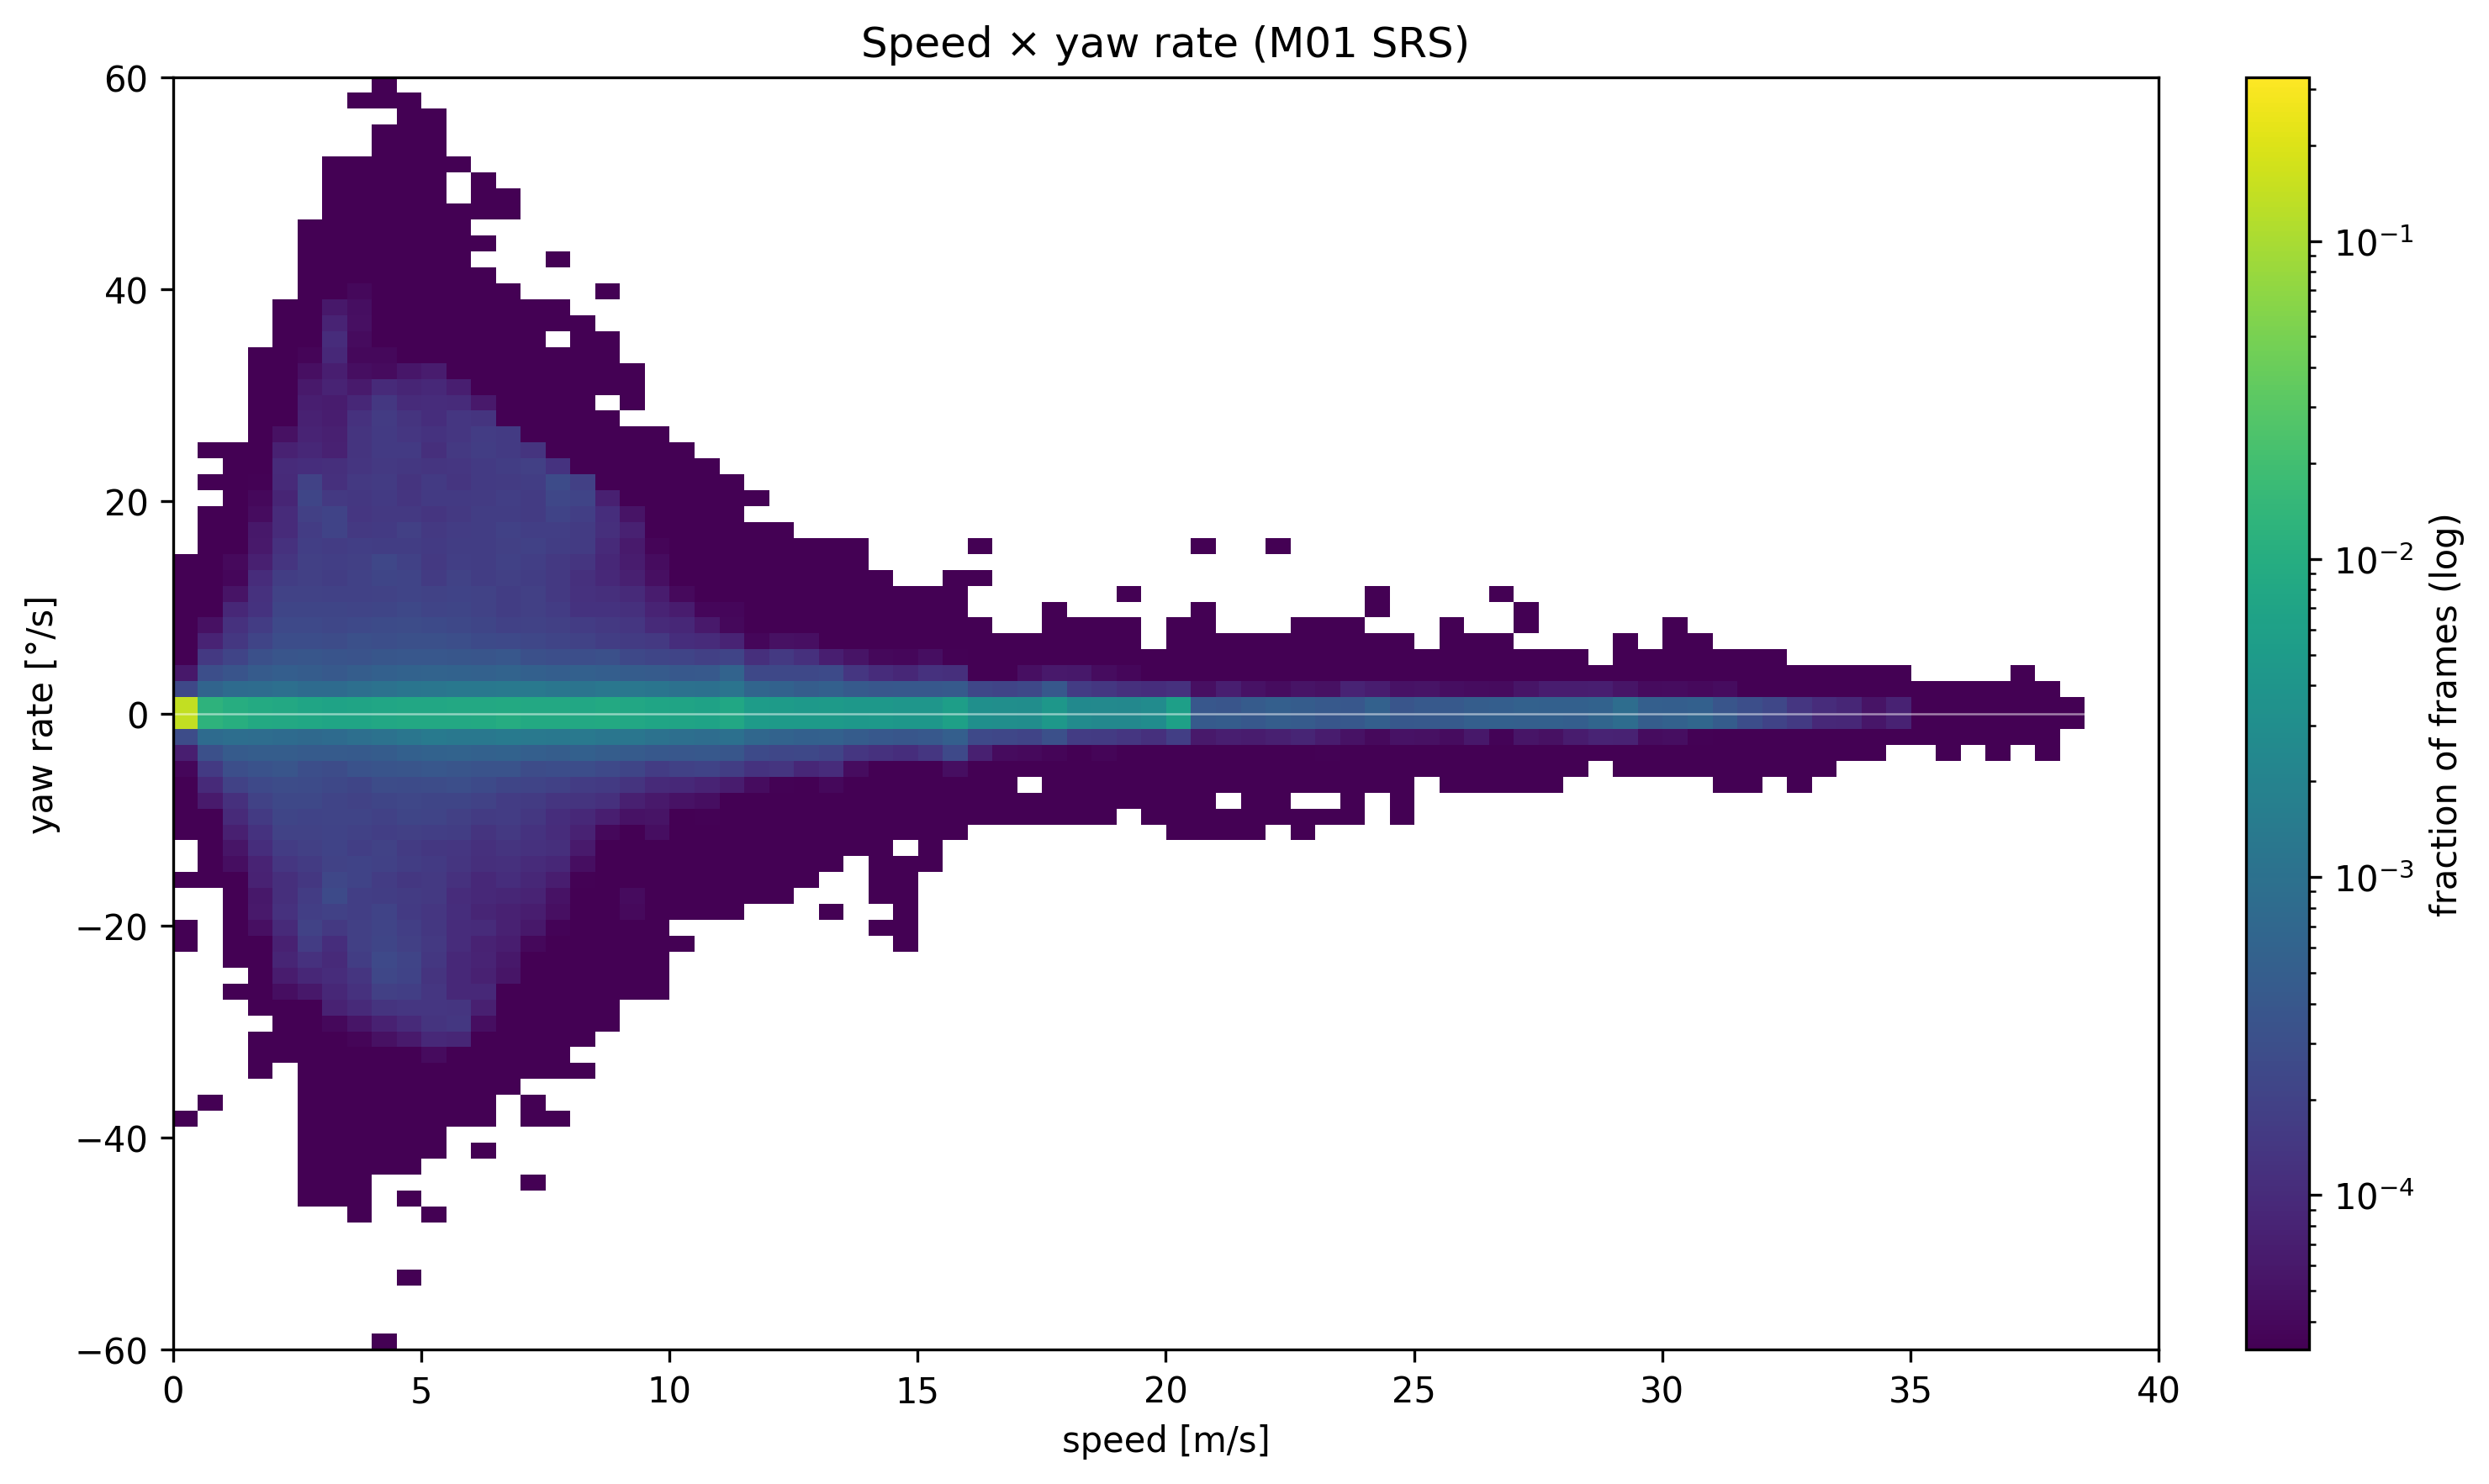 Speed × yaw rate (M01 SRS)
60
40
20
0
−20
−40
−60
yaw rate [°/s]
0 5 10 15 20 25 30 35 40
speed [m/s]
10⁻¹
10⁻²
10⁻³
10⁻⁴
fraction of frames (log)